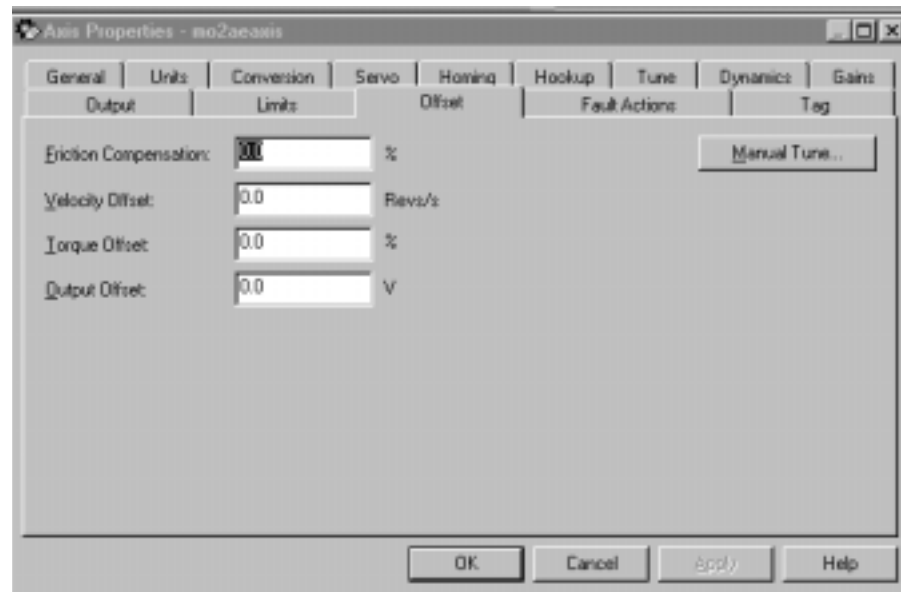 Axis Properties - mo2aeaxis
General Units Conversion Servo Homing Hookup Tune Dynamics Gains
Output Limits Offset Fault Actions Tag
Friction Compensation: 0.0 % Manual Tune...
Velocity Offset: 0.0 Revs/s
Torque Offset: 0.0 %
Output Offset: 0.0 V
OK Cancel Apply Help